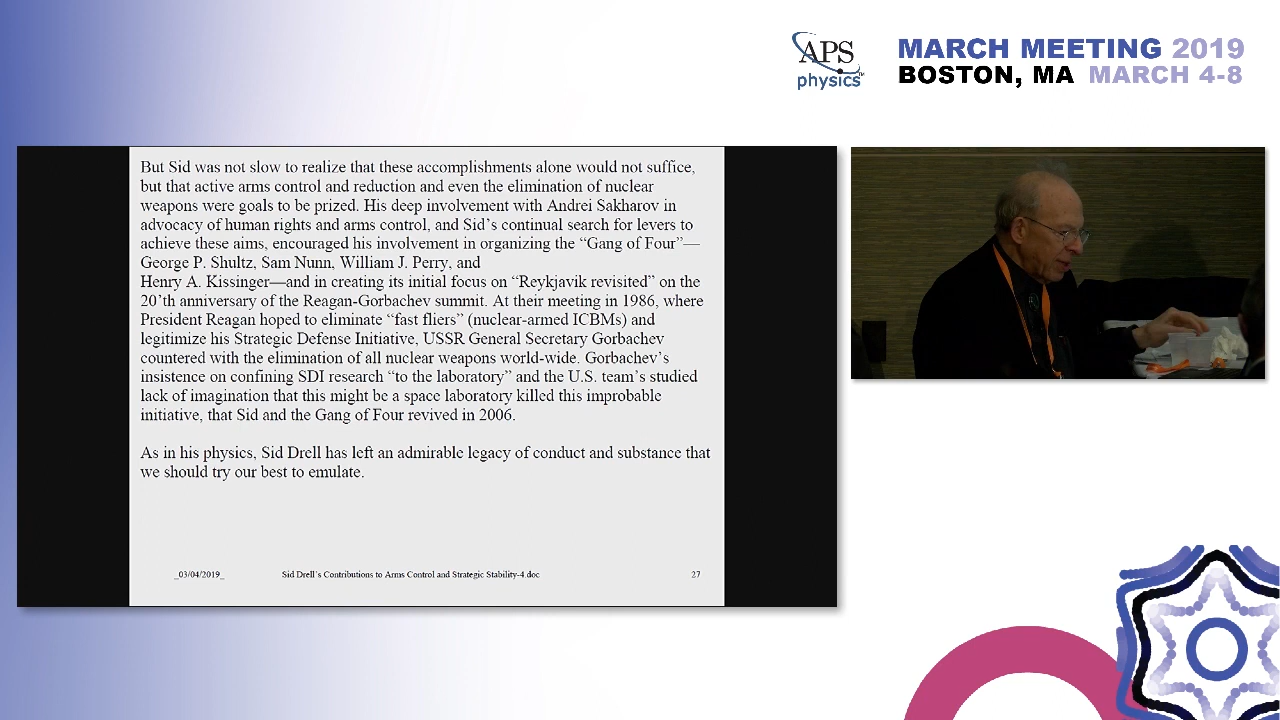 APS
physics
MARCH MEETING 2019
BOSTON, MA MARCH 4-8
But Sid was not slow to realize that these accomplishments alone would not suffice,
but that active arms control and reduction and even the elimination of nuclear
weapons were goals to be prized. His deep involvement with Andrei Sakharov in
advocacy of human rights and arms control, and Sid’s continual search for levers to
achieve these aims, encouraged his involvement in organizing the “Gang of Four”—
George P. Shultz, Sam Nunn, William J. Perry, and
Henry A. Kissinger—and in creating its initial focus on “Reykjavik revisited” on the
20’th anniversary of the Reagan-Gorbachev summit. At their meeting in 1986, where
President Reagan hoped to eliminate “fast fliers” (nuclear-armed ICBMs) and
legitimize his Strategic Defense Initiative, USSR General Secretary Gorbachev
countered with the elimination of all nuclear weapons world-wide. Gorbachev’s
insistence on confining SDI research “to the laboratory” and the U.S. team’s studied
lack of imagination that this might be a space laboratory killed this improbable
initiative, that Sid and the Gang of Four revived in 2006.
As in his physics, Sid Drell has left an admirable legacy of conduct and substance that
we should try our best to emulate.
_03/04/2019_ Sid Drell’s Contributions to Arms Control and Strategic Stability-4.doc 27